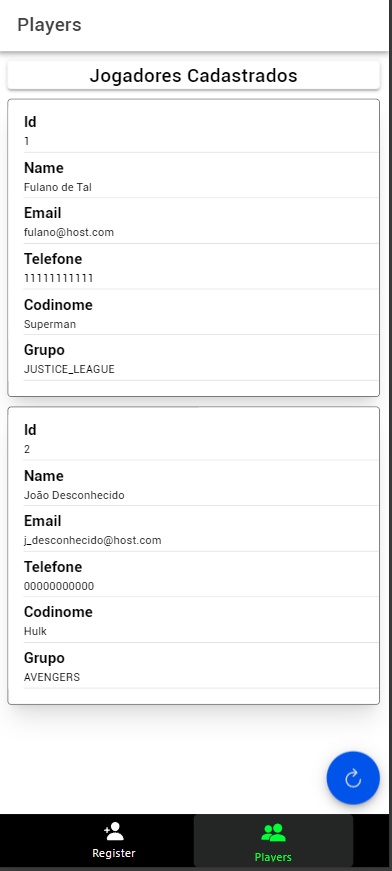 Players
Jogadores Cadastrados
Id
1
Name
Fulano de Tal
Email
fulano@host.com
Telefone
11111111111
Codinome
Superman
Grupo
JUSTICE_LEAGUE
Id
2
Name
João Desconhecido
Email
j_desconhecido@host.com
Telefone
00000000000
Codinome
Hulk
Grupo
AVENGERS
Register
Players